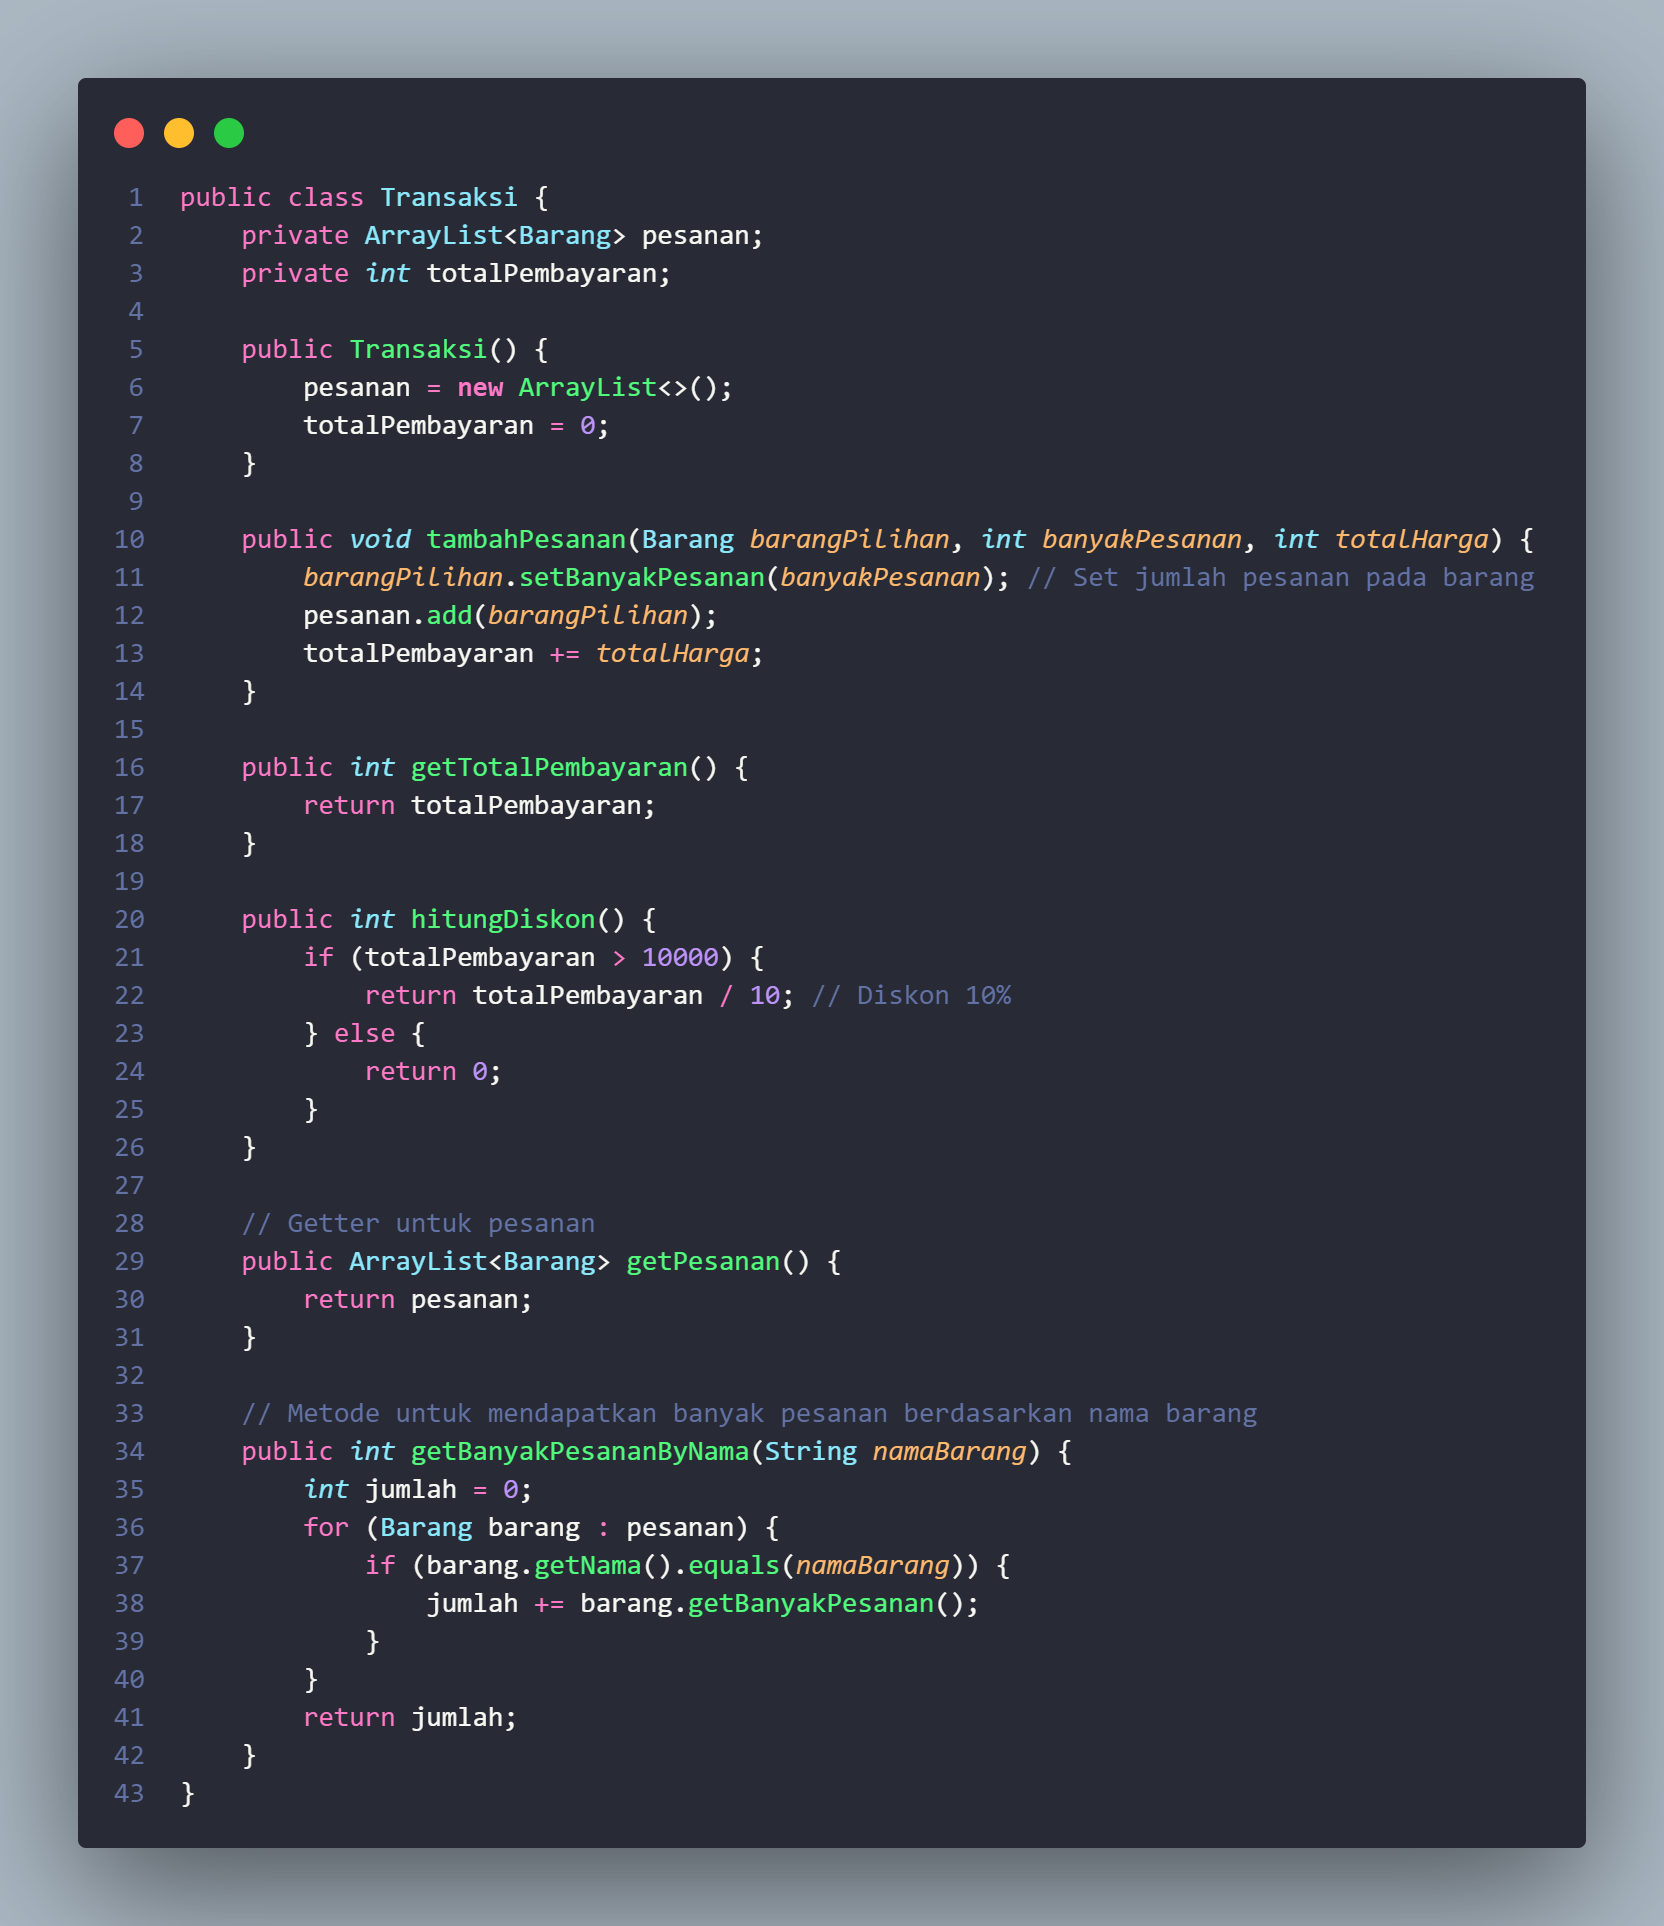 1 public class Transaksi {
2     private ArrayList<Barang> pesanan;
3     private int totalPembayaran;
4
5     public Transaksi() {
6         pesanan = new ArrayList<>();
7         totalPembayaran = 0;
8     }
9
10     public void tambahPesanan(Barang barangPilihan, int banyakPesanan, int totalHarga) {
11         barangPilihan.setBanyakPesanan(banyakPesanan); // Set jumlah pesanan pada barang
12         pesanan.add(barangPilihan);
13         totalPembayaran += totalHarga;
14     }
15
16     public int getTotalPembayaran() {
17         return totalPembayaran;
18     }
19
20     public int hitungDiskon() {
21         if (totalPembayaran > 10000) {
22             return totalPembayaran / 10; // Diskon 10%
23         } else {
24             return 0;
25         }
26     }
27
28     // Getter untuk pesanan
29     public ArrayList<Barang> getPesanan() {
30         return pesanan;
31     }
32
33     // Metode untuk mendapatkan banyak pesanan berdasarkan nama barang
34     public int getBanyakPesananByNama(String namaBarang) {
35         int jumlah = 0;
36         for (Barang barang : pesanan) {
37             if (barang.getNama().equals(namaBarang)) {
38                 jumlah += barang.getBanyakPesanan();
39             }
40         }
41         return jumlah;
42     }
43 }